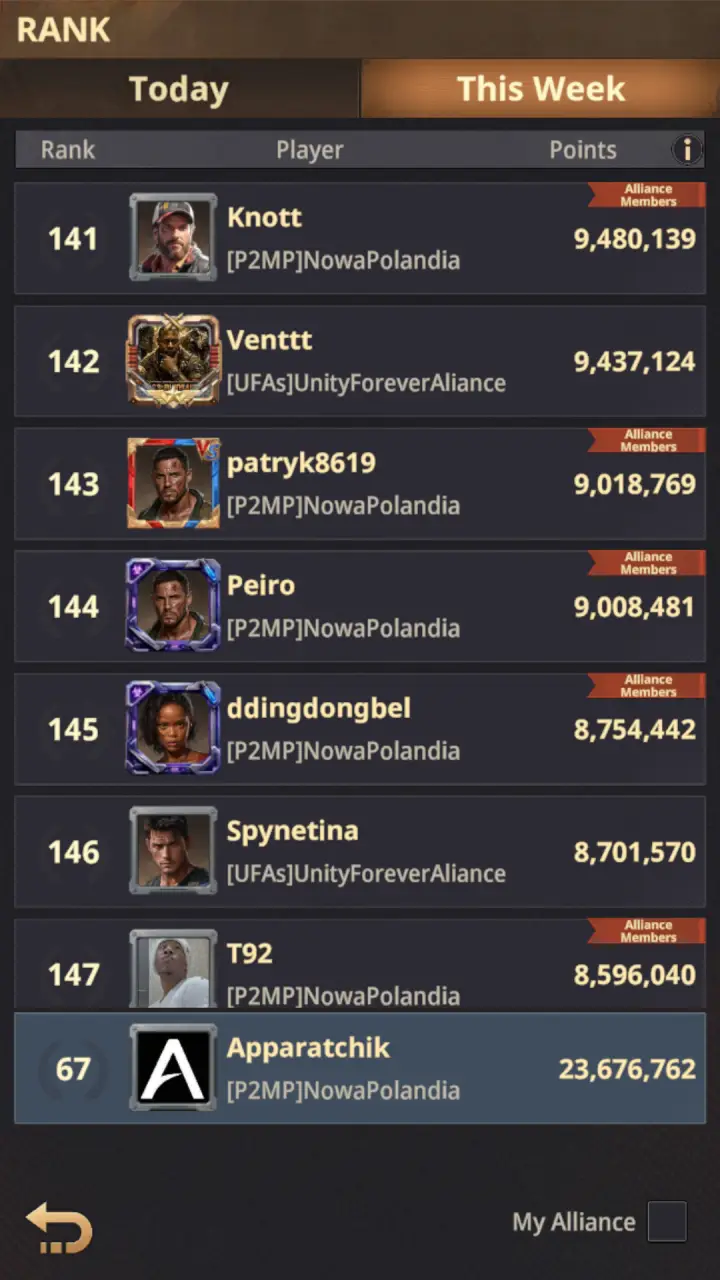 RANK
Today
This Week
Rank
Player
Points
i
Alliance
Members
141
Knott
[P2MP]NowaPolandia
9,480,139
142
Venttt
[UFAs]UnityForeverAliance
9,437,124
Alliance
Members
143
patryk8619
[P2MP]NowaPolandia
9,018,769
Alliance
Members
144
Peiro
[P2MP]NowaPolandia
9,008,481
Alliance
Members
145
ddingdongbel
[P2MP]NowaPolandia
8,754,442
146
Spynetina
[UFAs]UnityForeverAliance
8,701,570
Alliance
Members
147
T92
[P2MP]NowaPolandia
8,596,040
67
Apparatchik
[P2MP]NowaPolandia
23,676,762
My Alliance